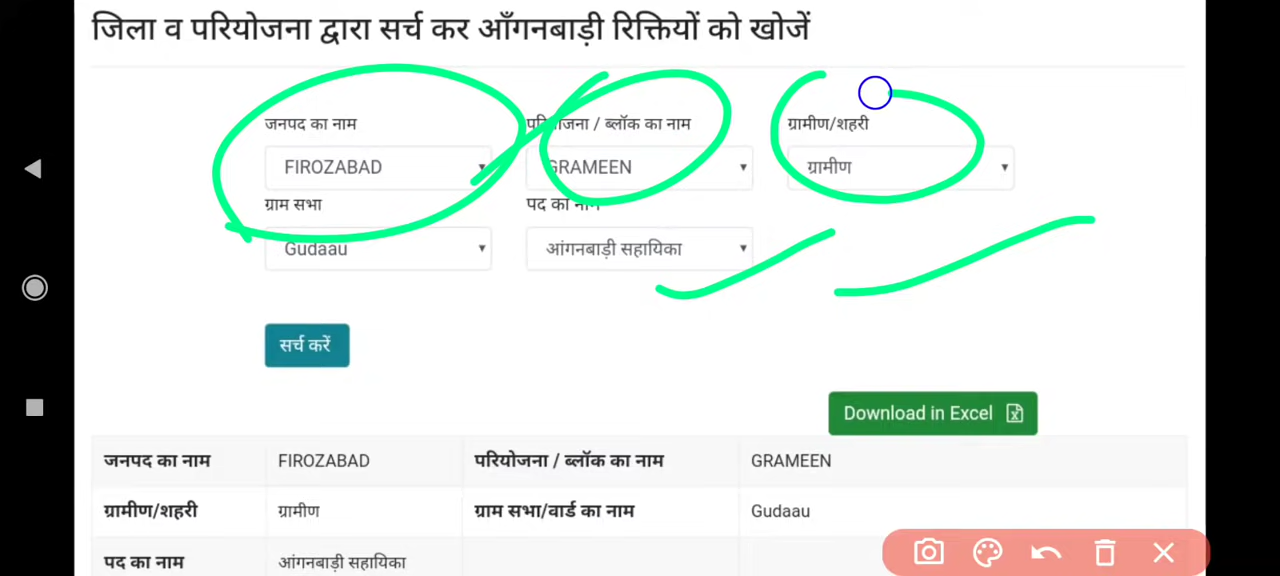 जिला व परियोजना द्वारा सर्च कर आँगनबाड़ी रिक्तियों को खोजें
जनपद का नाम परियोजना / ब्लॉक का नाम ग्रामीण/शहरी
FIROZABAD GRAMEEN ग्रामीण
ग्राम सभा पद का नाम
Gudaau आंगनबाड़ी सहायिका
सर्च करें
Download in Excel
जनपद का नाम FIROZABAD परियोजना / ब्लॉक का नाम GRAMEEN
ग्रामीण/शहरी ग्रामीण ग्राम सभा/वार्ड का नाम Gudaau
पद का नाम आंगनबाड़ी सहायिका